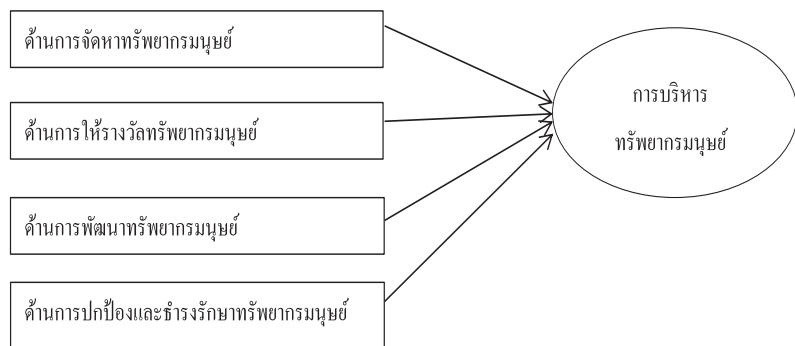 ด้านการจัดหาทรัพยากรมนุษย์
ด้านการให้รางวัลทรัพยากรมนุษย์
ด้านการพัฒนาทรัพยากรมนุษย์
ด้านการปกป้องและธำรงรักษาทรัพยากรมนุษย์
การบริหาร
ทรัพยากรมนุษย์